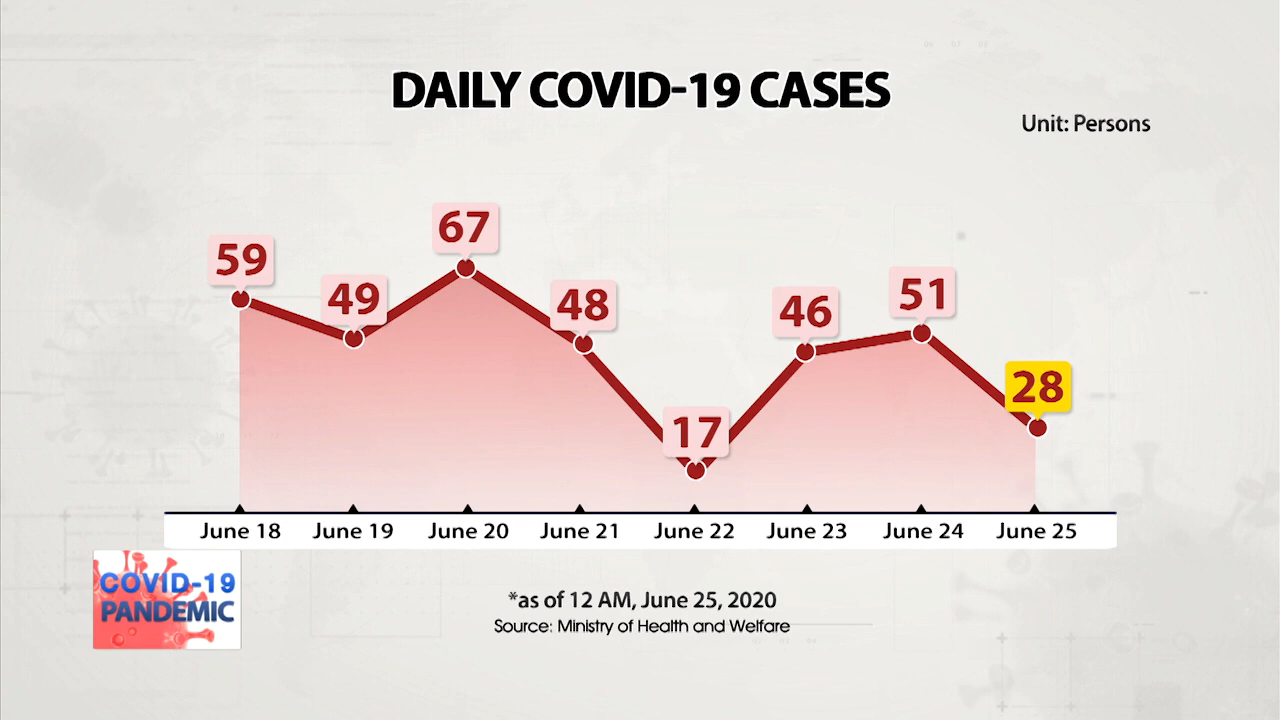 DAILY COVID-19 CASES
Unit: Persons
59
49
67
48
17
46
51
28
June 18
June 19
June 20
June 21
June 22
June 23
June 24
June 25
COVID-19
PANDEMIC
*as of 12 AM, June 25, 2020
Source: Ministry of Health and Welfare